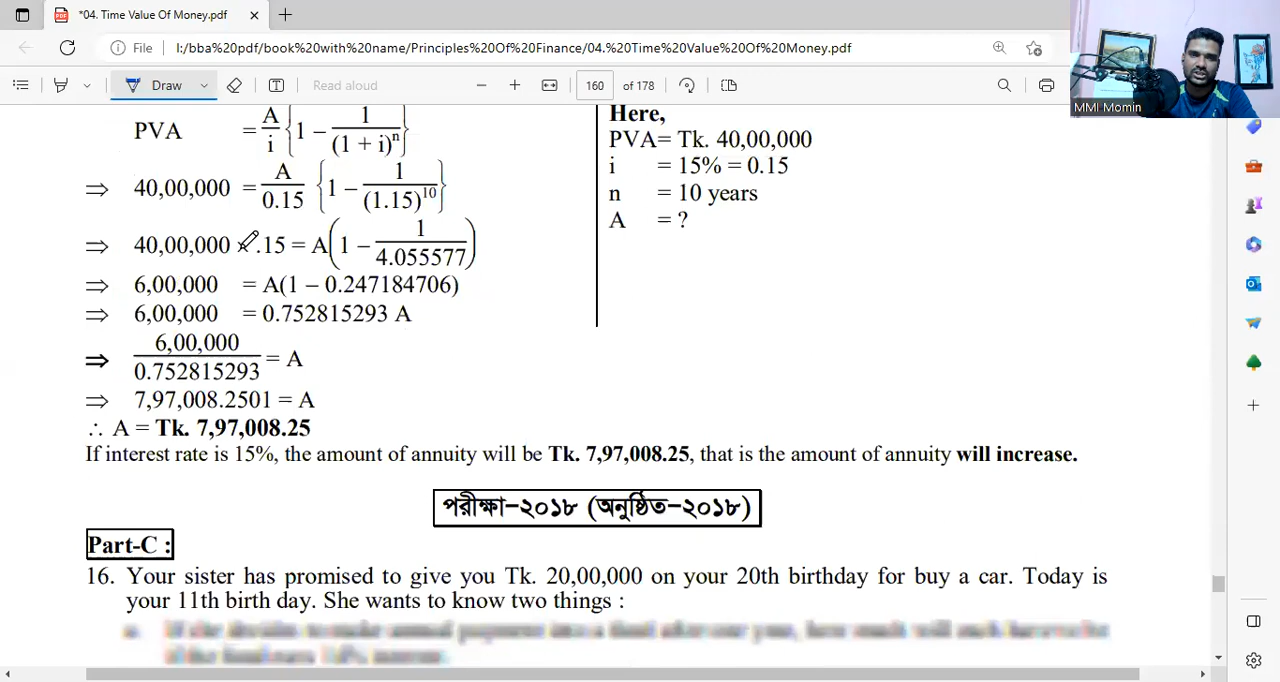 *04. Time Value Of Money.pdf
File l:/bba%20pdf/book%20with%20name/Principles%20Of%20Finance/04.%20Time%20Value%20Of%20Money.pdf
Draw Read aloud 160 of 178
MMI Momin
PVA = A/i {1 − 1/(1 + i)ⁿ}
⇒ 40,00,000 = A/0.15 {1 − 1/(1.15)¹⁰}
⇒ 40,00,000 × .15 = A(1 − 1/4.055577)
⇒ 6,00,000 = A(1 − 0.247184706)
⇒ 6,00,000 = 0.752815293 A
⇒ 6,00,000/0.752815293 = A
⇒ 7,97,008.2501 = A
∴ A = Tk. 7,97,008.25
Here,
PVA= Tk. 40,00,000
i = 15% = 0.15
n = 10 years
A = ?
If interest rate is 15%, the amount of annuity will be Tk. 7,97,008.25, that is the amount of annuity will increase.
পরীক্ষা-২০১৮ (অনুষ্ঠিত-২০১৮)
Part-C :
16. Your sister has promised to give you Tk. 20,00,000 on your 20th birthday for buy a car. Today is
your 11th birth day. She wants to know two things :